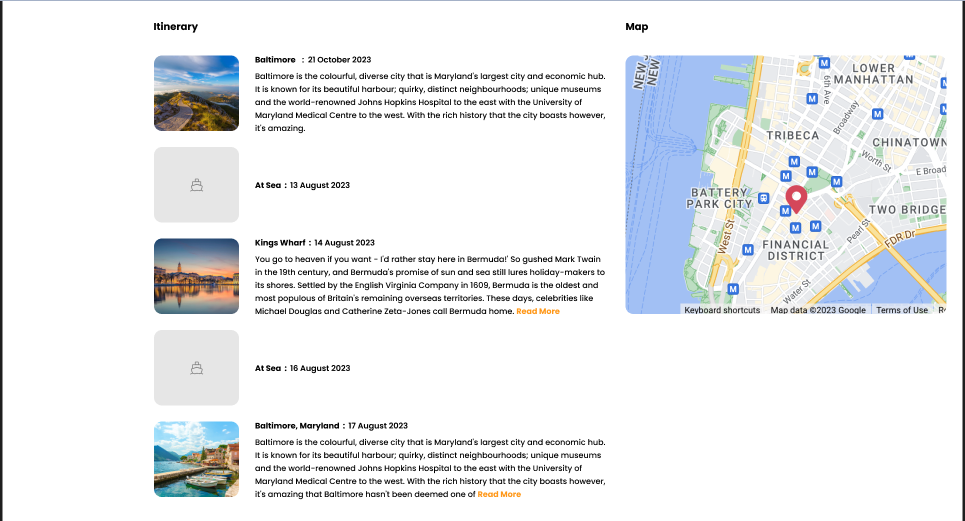 Itinerary
Baltimore : 21 October 2023
Baltimore is the colourful, diverse city that is Maryland's largest city and economic hub.
It is known for its beautiful harbour; quirky, distinct neighbourhoods; unique museums
and the world-renowned Johns Hopkins Hospital to the east with the University of
Maryland Medical Centre to the west. With the rich history that the city boasts however,
it's amazing.
At Sea : 13 August 2023
Kings Wharf : 14 August 2023
You go to heaven if you want - I'd rather stay here in Bermuda!' So gushed Mark Twain
in the 19th century, and Bermuda's promise of sun and sea still lures holiday-makers to
its shores. Settled by the English Virginia Company in 1609, Bermuda is the oldest and
most populous of Britain's remaining overseas territories. These days, celebrities like
Michael Douglas and Catherine Zeta-Jones call Bermuda home. Read More
At Sea : 16 August 2023
Baltimore, Maryland : 17 August 2023
Baltimore is the colourful, diverse city that is Maryland's largest city and economic hub.
It is known for its beautiful harbour; quirky, distinct neighbourhoods; unique museums
and the world-renowned Johns Hopkins Hospital to the east with the University of
Maryland Medical Centre to the west. With the rich history that the city boasts however,
it's amazing that Baltimore hasn't been deemed one of Read More
Map
NEW
NEW
LOWER
MANHATTAN
6th Ave
Broadway
TRIBECA
CHINATOWN
Worth St
E Broad
BATTERY
PARK CITY
TWO BRIDGE
West St
Pearl St
FDR Dr
FINANCIAL
DISTRICT
Water St
M
M
M
M
M
M
M
M
M
M
M
M
Keyboard shortcuts
Map data ©2023 Google
Terms of Use